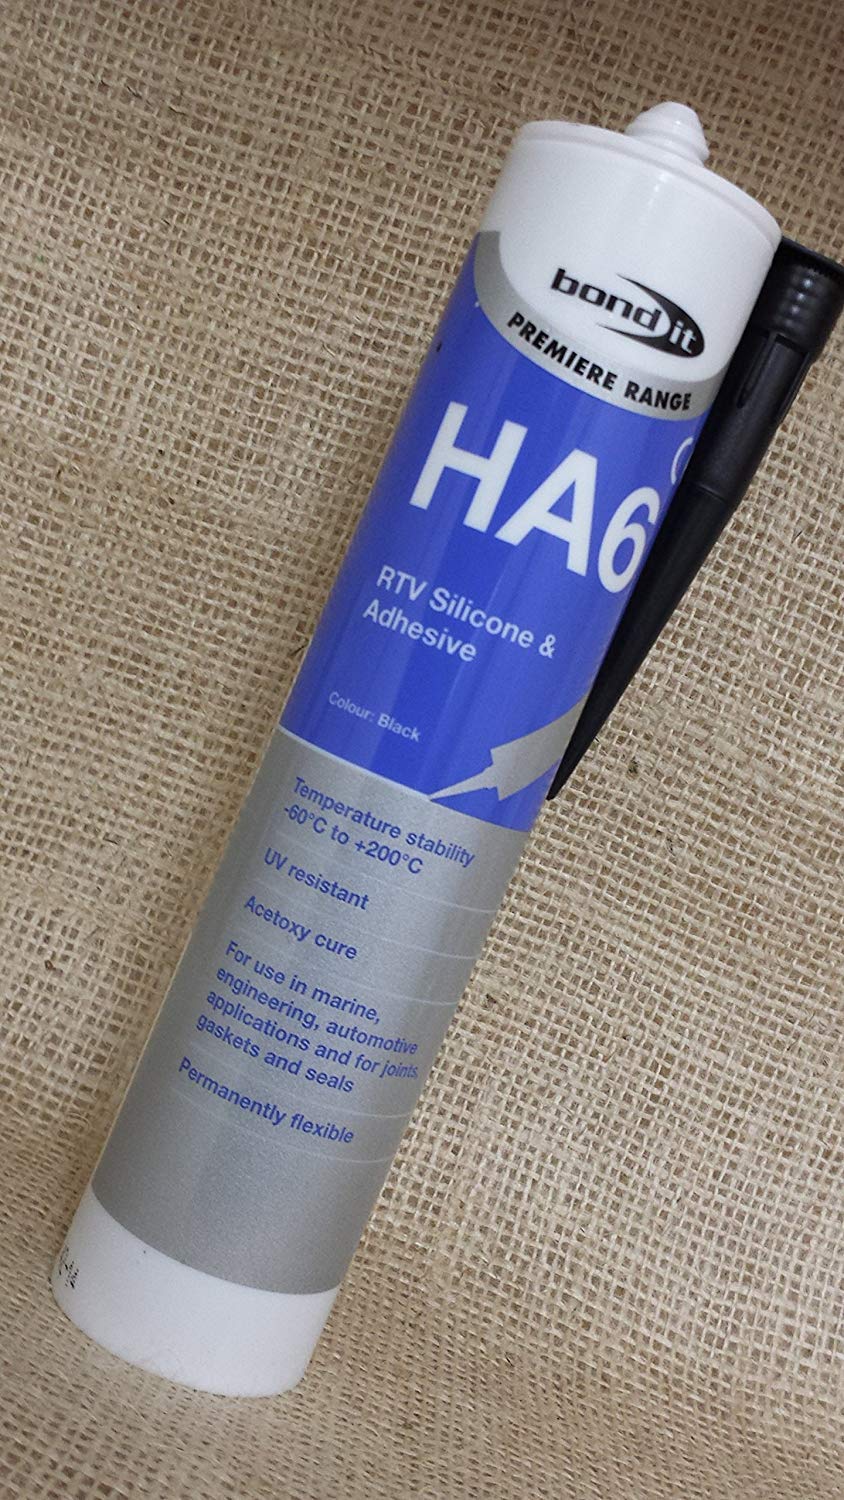 bond it
PREMIERE RANGE
HA6
RTV Silicone &
Adhesive
Colour: Black
Temperature stability
-60°C to +200°C
UV resistant
Acetoxy cure
For use in marine,
engineering, automotive
applications and for joints,
gaskets and seals
Permanently flexible